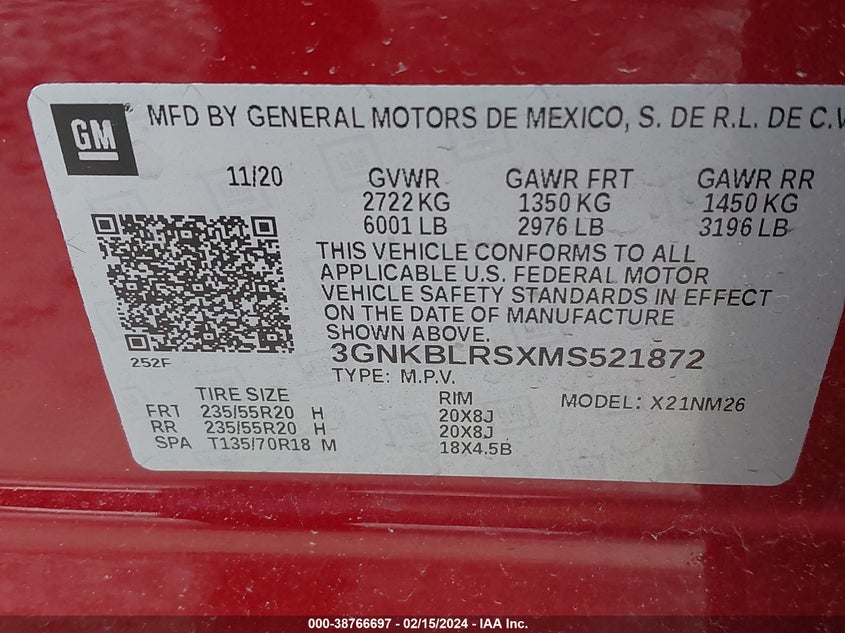 GM
MFD BY GENERAL MOTORS DE MEXICO, S. DE R.L. DE C.V
11/20 GVWR GAWR FRT GAWR RR
2722 KG 1350 KG 1450 KG
6001 LB 2976 LB 3196 LB
THIS VEHICLE CONFORMS TO ALL
APPLICABLE U.S. FEDERAL MOTOR
VEHICLE SAFETY STANDARDS IN EFFECT
ON THE DATE OF MANUFACTURE
SHOWN ABOVE.
252F
3GNKBLRSXMS521872
TYPE: M.P.V.
TIRE SIZE RIM MODEL: X21NM26
FRT 235/55R20 H 20X8J
RR 235/55R20 H 20X8J
SPA T135/70R18 M 18X4.5B
000-38766697 - 02/15/2024 - IAA Inc.